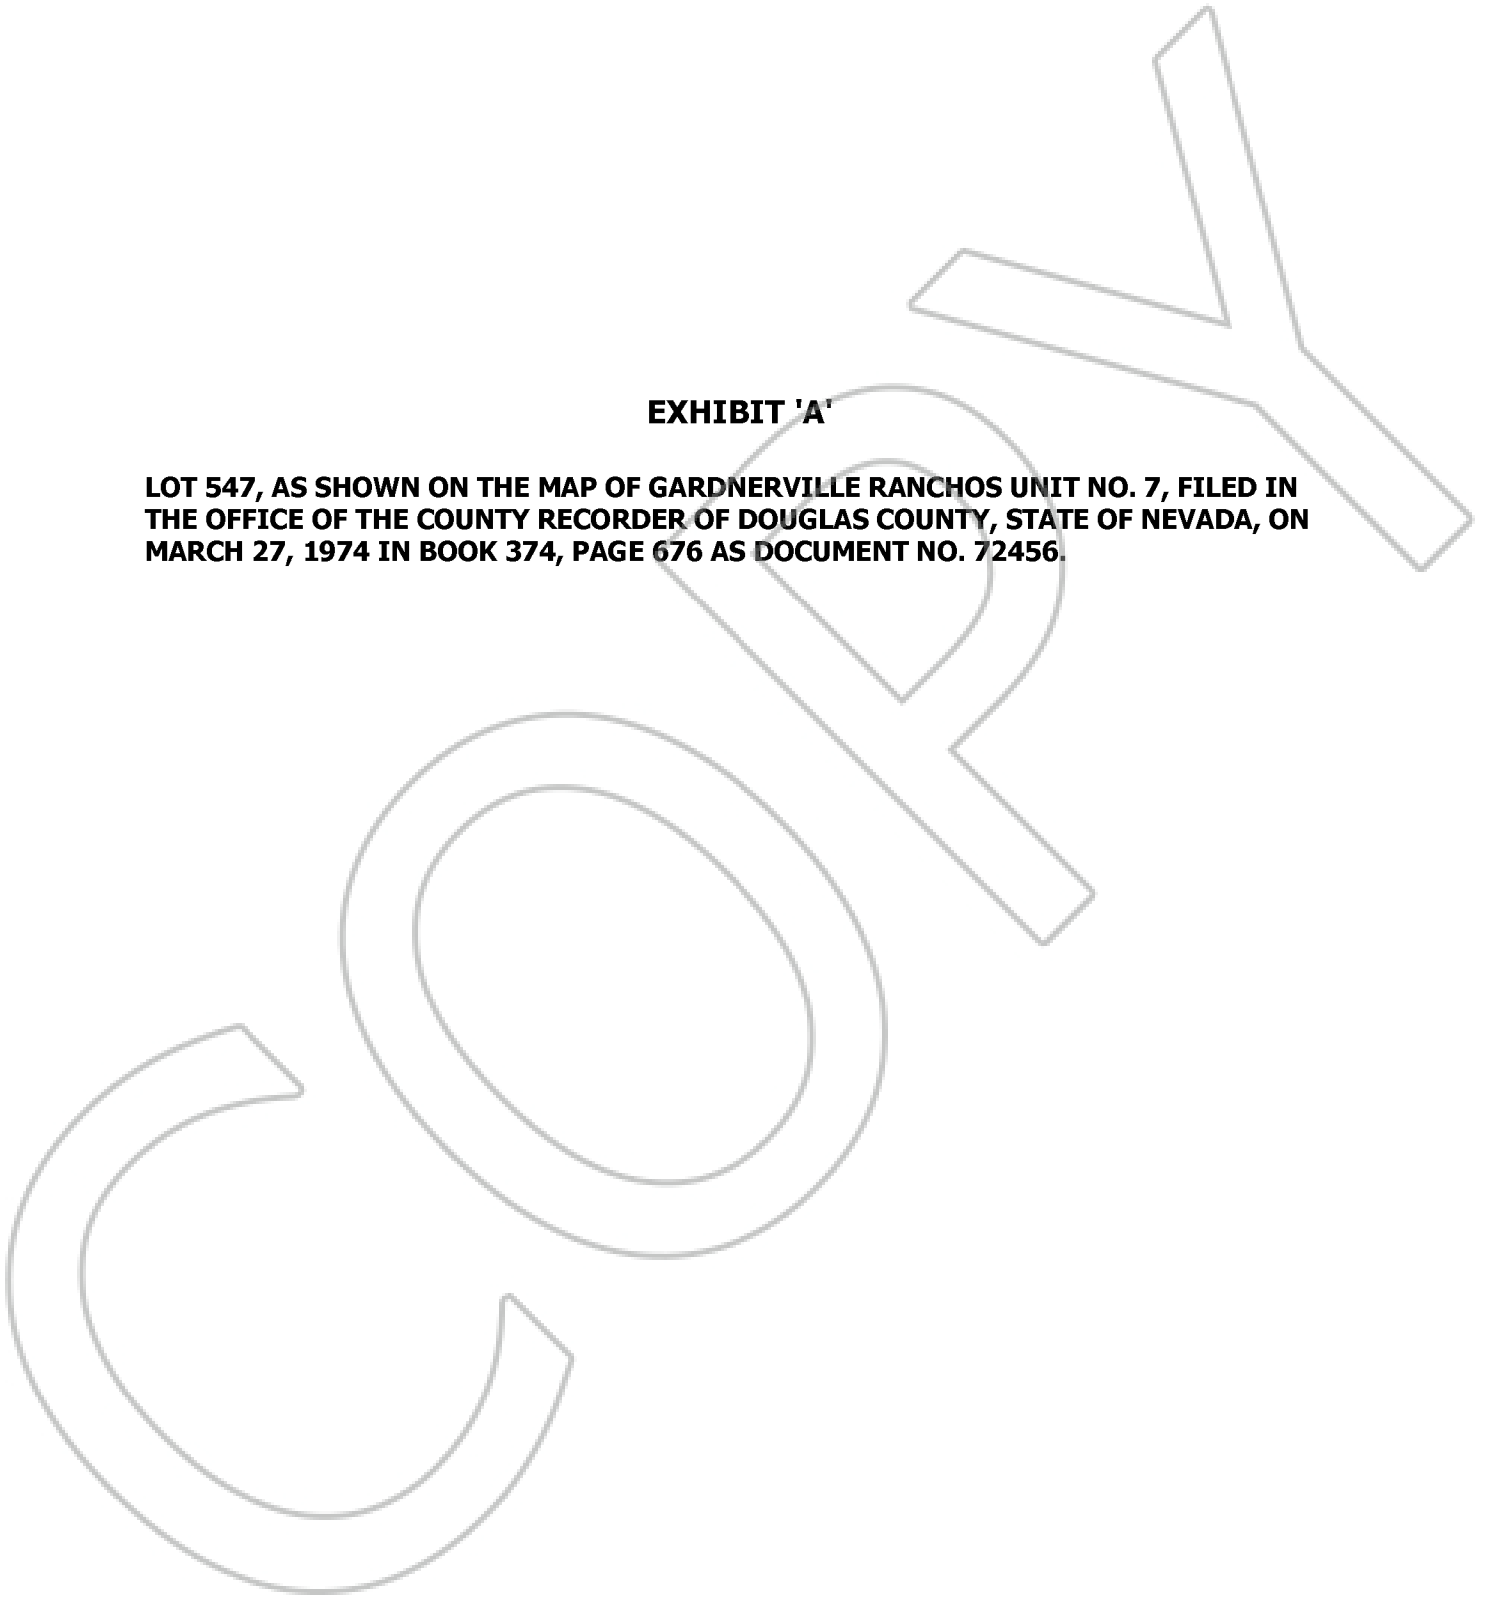 EXHIBIT 'A'
LOT 547, AS SHOWN ON THE MAP OF GARDNERVILLE RANCHOS UNIT NO. 7, FILED IN
THE OFFICE OF THE COUNTY RECORDER OF DOUGLAS COUNTY, STATE OF NEVADA, ON
MARCH 27, 1974 IN BOOK 374, PAGE 676 AS DOCUMENT NO. 72456.
COPY